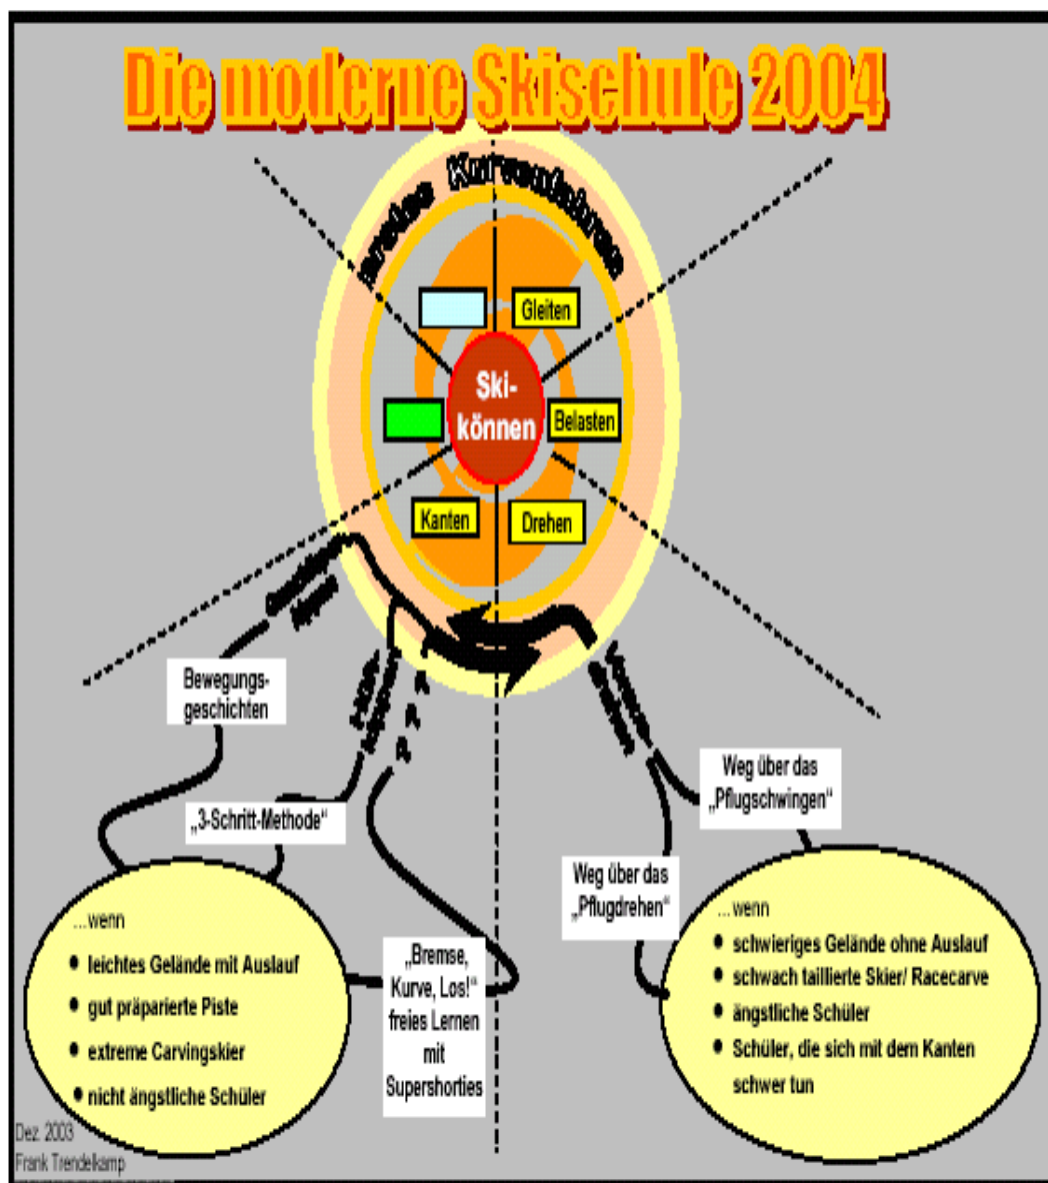 Die moderne Skischule 2004
Kurvenfahren
Gleiten
Ski-
können
Belasten
Kanten
Drehen
Bewegungs-
geschichten
„3-Schritt-Methode“
„Bremse,
Kurve, Los!“
freies Lernen
mit
Supershorties
Weg über das
„Pflugdrehen“
Weg über das
„Pflugschwingen“
...wenn
• leichtes Gelände mit Auslauf
• gut präparierte Piste
• extreme Carvingskier
• nicht ängstliche Schüler
...wenn
• schwieriges Gelände ohne Auslauf
• schwach taillierte Skier/ Racecarve
• ängstliche Schüler
• Schüler, die sich mit dem Kanten
schwer tun
Dez. 2003
Frank Trendelkamp